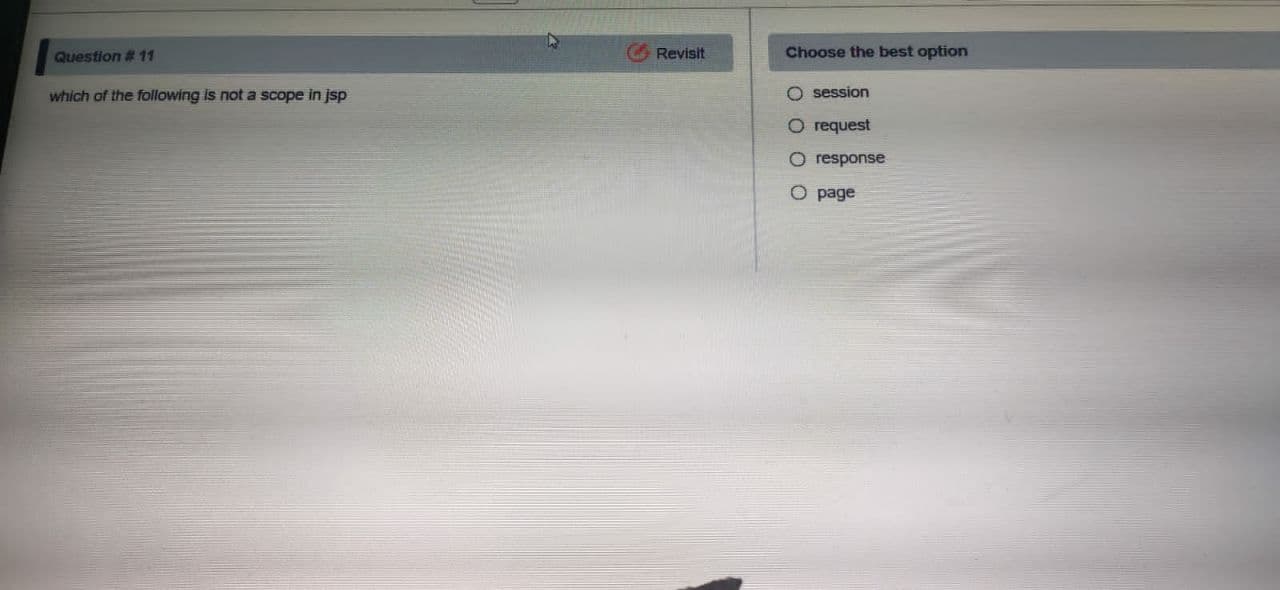 Question # 11
Revisit
which of the following is not a scope in jsp
Choose the best option
session
request
response
page